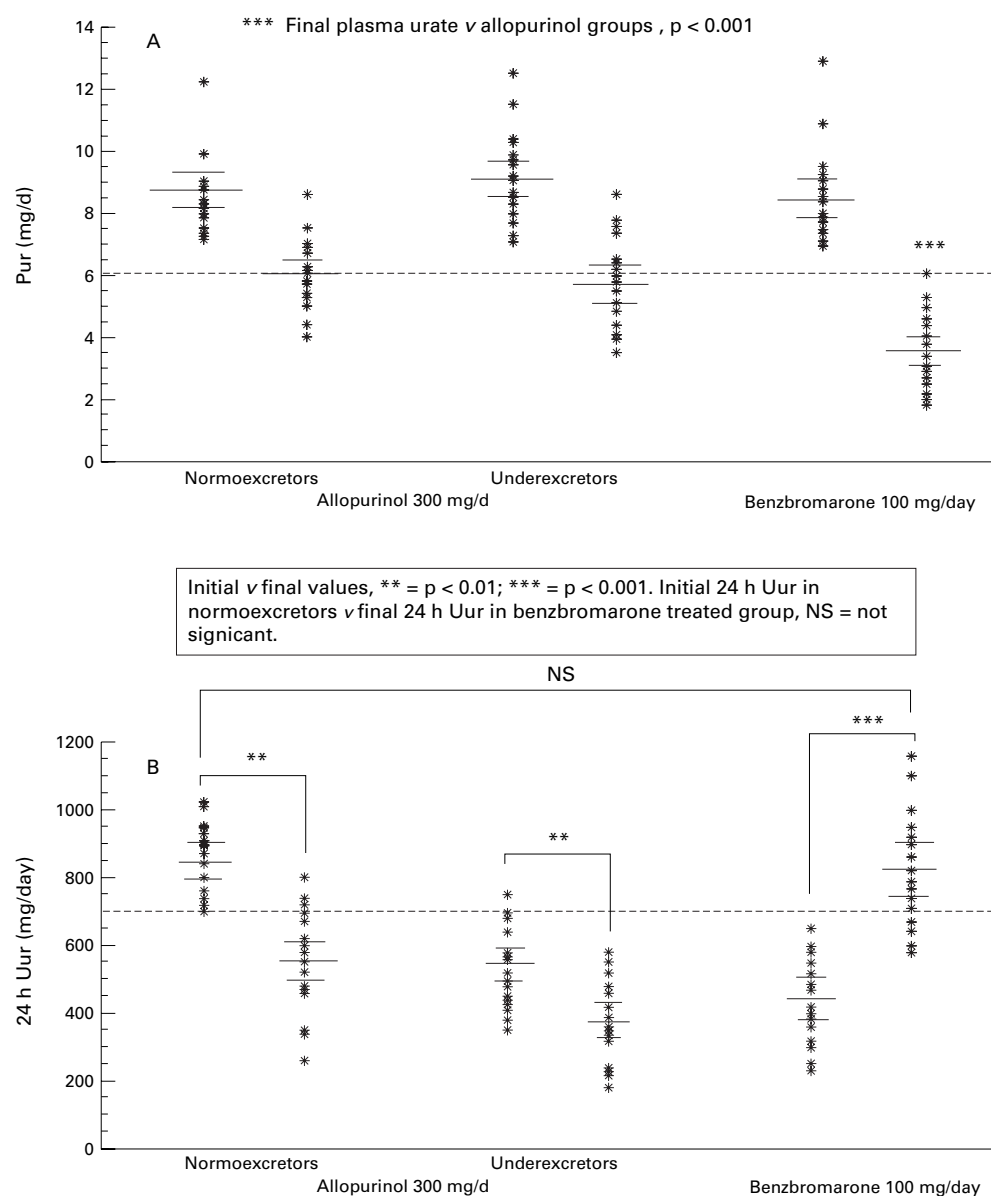 *** Final plasma urate v allopurinol groups , p < 0.001
A
14
12
10
8
6
4
2
0
Pur (mg/d)
***
Normoexcretors
Underexcretors
Allopurinol 300 mg/d
Benzbromarone 100 mg/day
Initial v final values, ** = p < 0.01; *** = p < 0.001. Initial 24 h Uur in
normoexcretors v final 24 h Uur in benzbromarone treated group, NS = not
signicant.
NS
B
1200
1000
800
600
400
200
0
24 h Uur (mg/day)
**
**
***
Normoexcretors
Underexcretors
Allopurinol 300 mg/d
Benzbromarone 100 mg/day